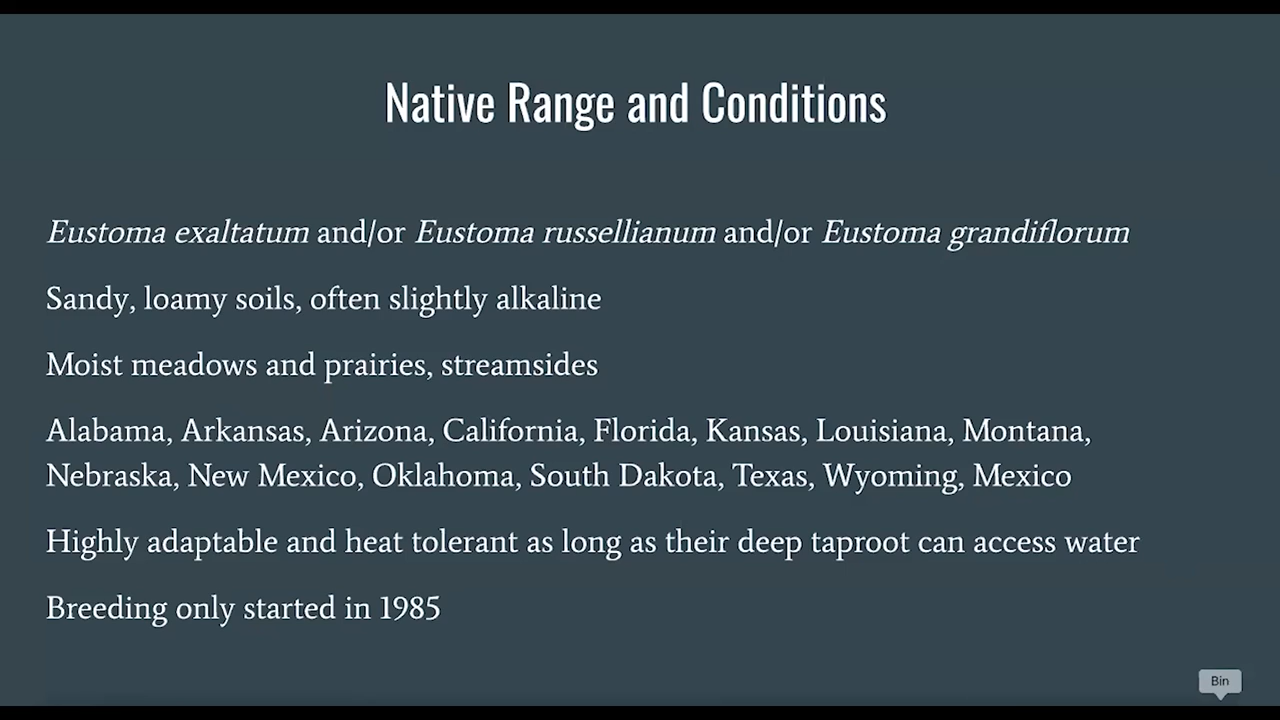 Native Range and Conditions
Eustoma exaltatum and/or Eustoma russellianum and/or Eustoma grandiflorum
Sandy, loamy soils, often slightly alkaline
Moist meadows and prairies, streamsides
Alabama, Arkansas, Arizona, California, Florida, Kansas, Louisiana, Montana,
Nebraska, New Mexico, Oklahoma, South Dakota, Texas, Wyoming, Mexico
Highly adaptable and heat tolerant as long as their deep taproot can access water
Breeding only started in 1985
Bin